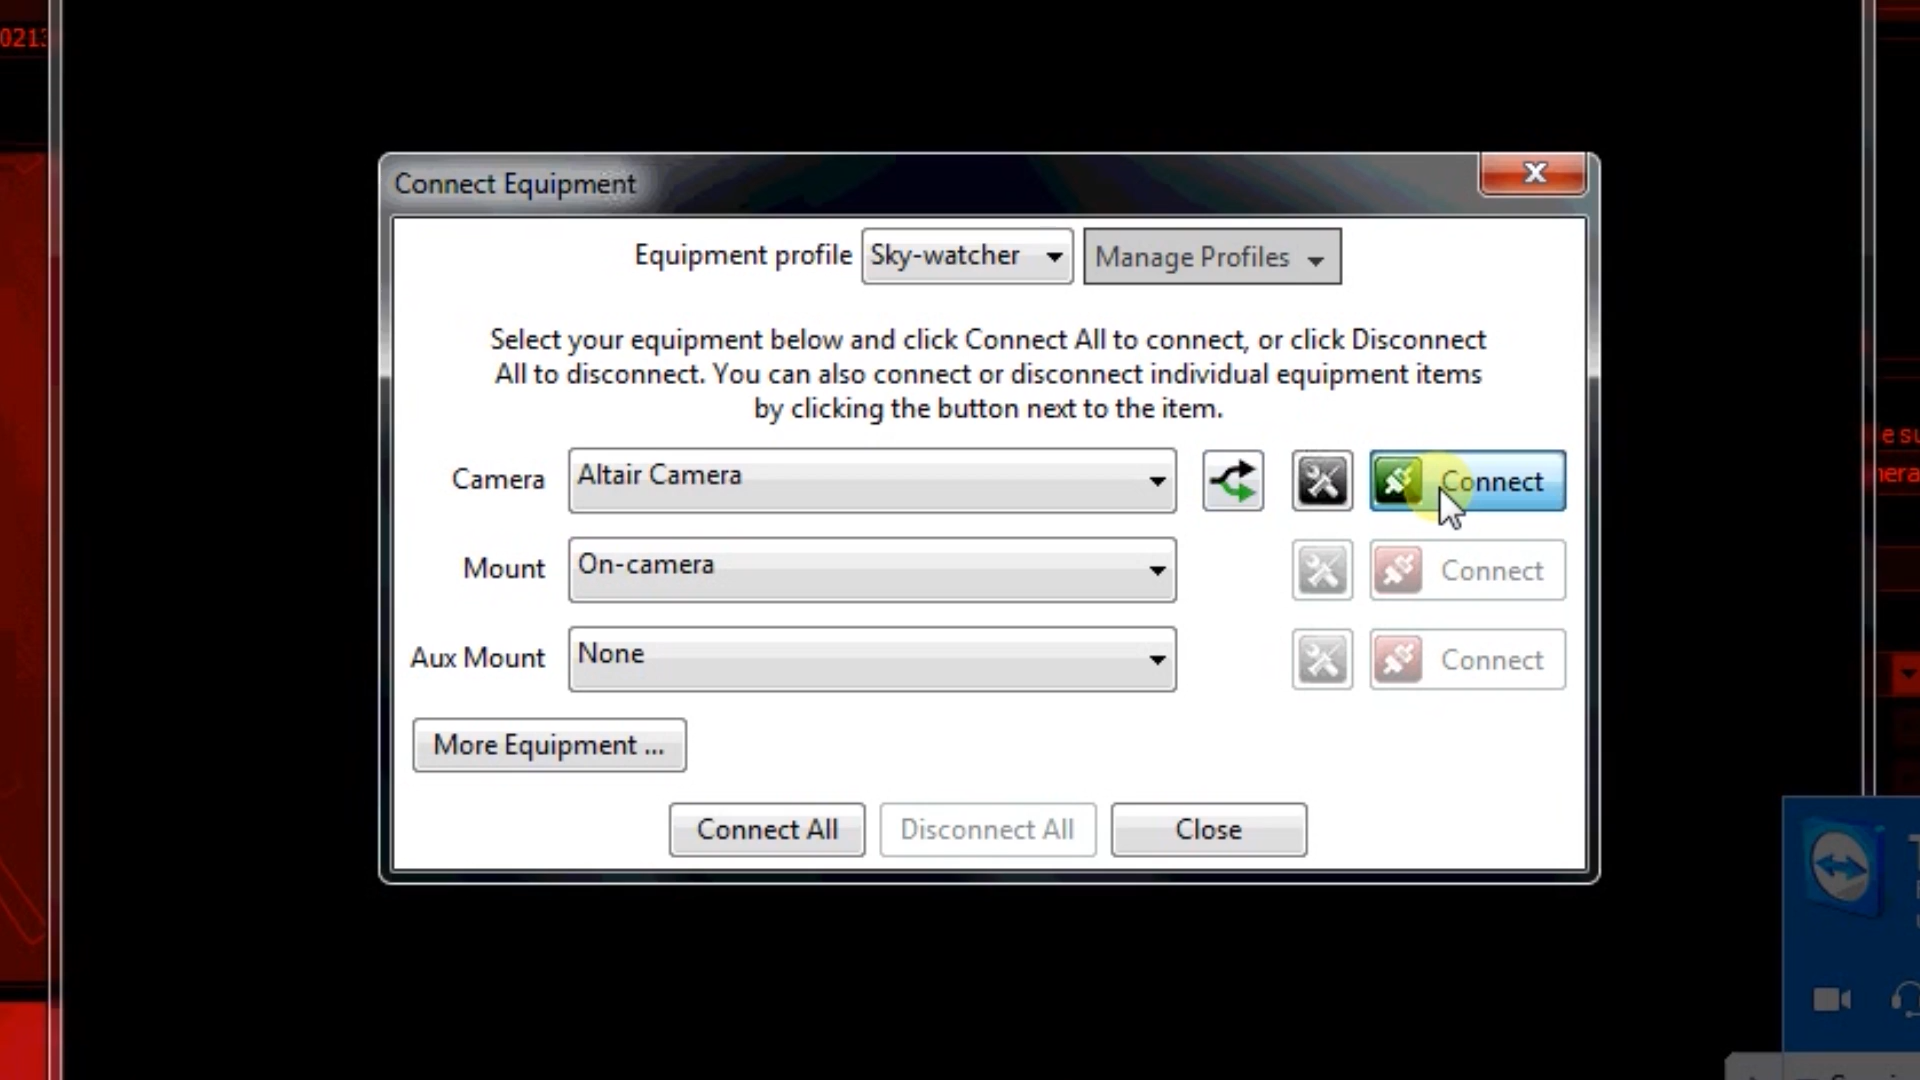 0213
Connect Equipment
Equipment profile Sky-watcher Manage Profiles
Select your equipment below and click Connect All to connect, or click Disconnect
All to disconnect. You can also connect or disconnect individual equipment items
by clicking the button next to the item.
Camera Altair Camera Connect
Mount On-camera Connect
Aux Mount None Connect
More Equipment ...
Connect All Disconnect All Close